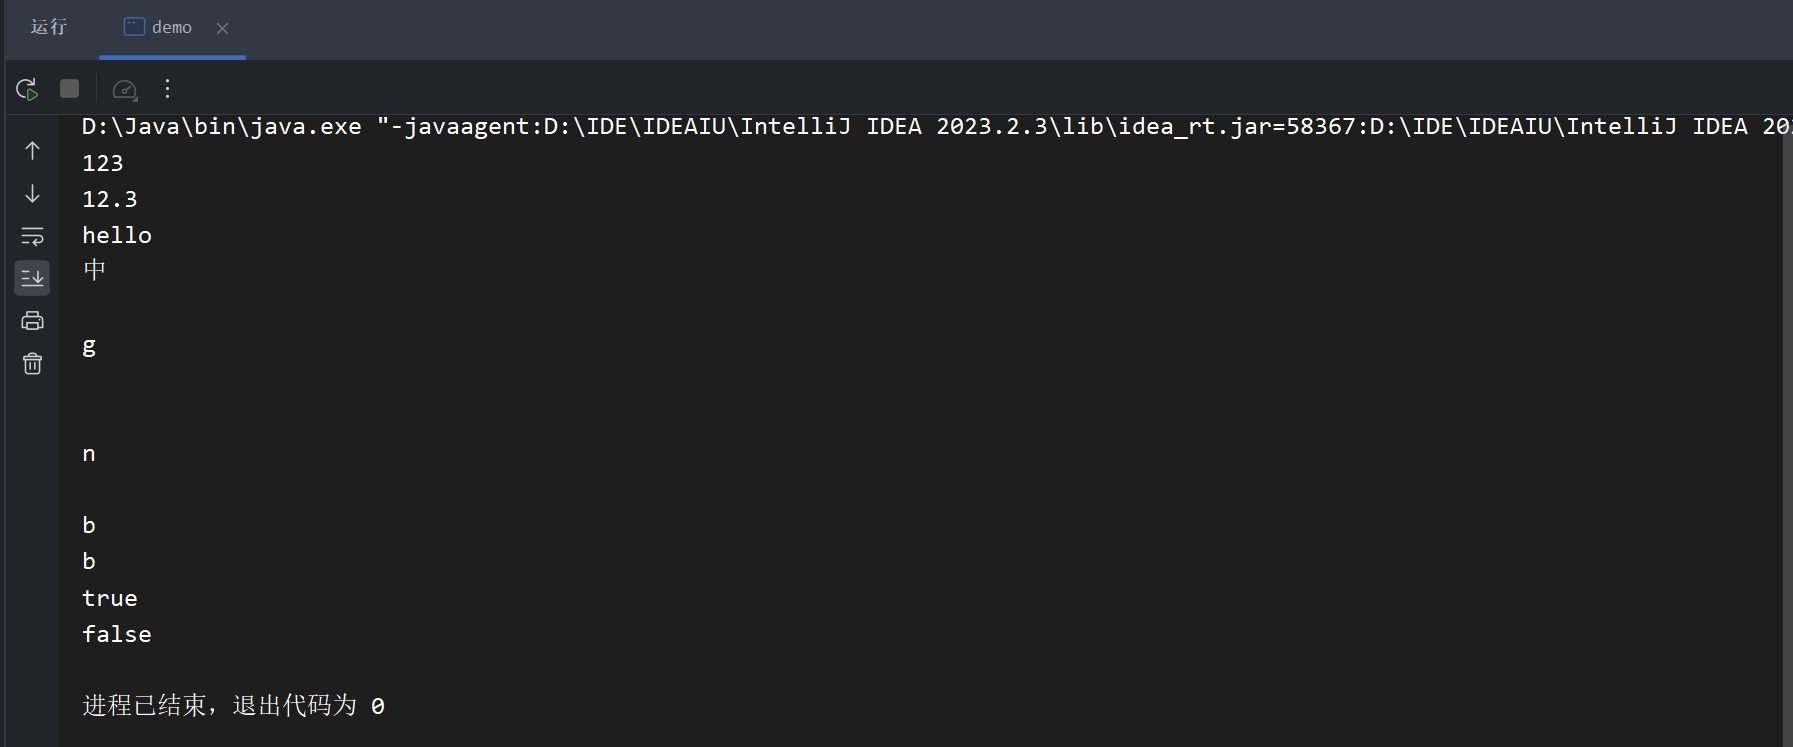 运行 demo
D:\Java\bin\java.exe "-javaagent:D:\IDE\IDEAIU\IntelliJ IDEA 2023.2.3\lib\idea_rt.jar=58367:D:\IDE\IDEAIU\IntelliJ IDEA 202
123
12.3
hello
中
g
n
b
b
true
false
进程已结束，退出代码为 0